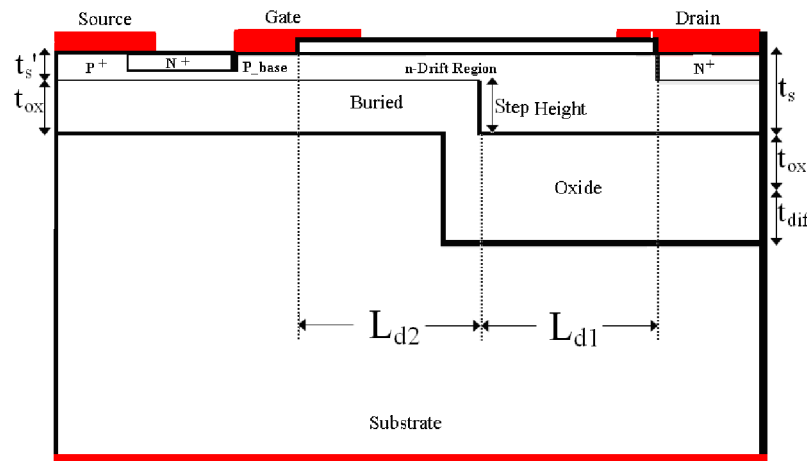 Source Gate Drain
ts' P+ N+ P_base n-Drift Region N+
tox Buried Step Height ts
Oxide tox
tdif
Ld2 Ld1
Substrate